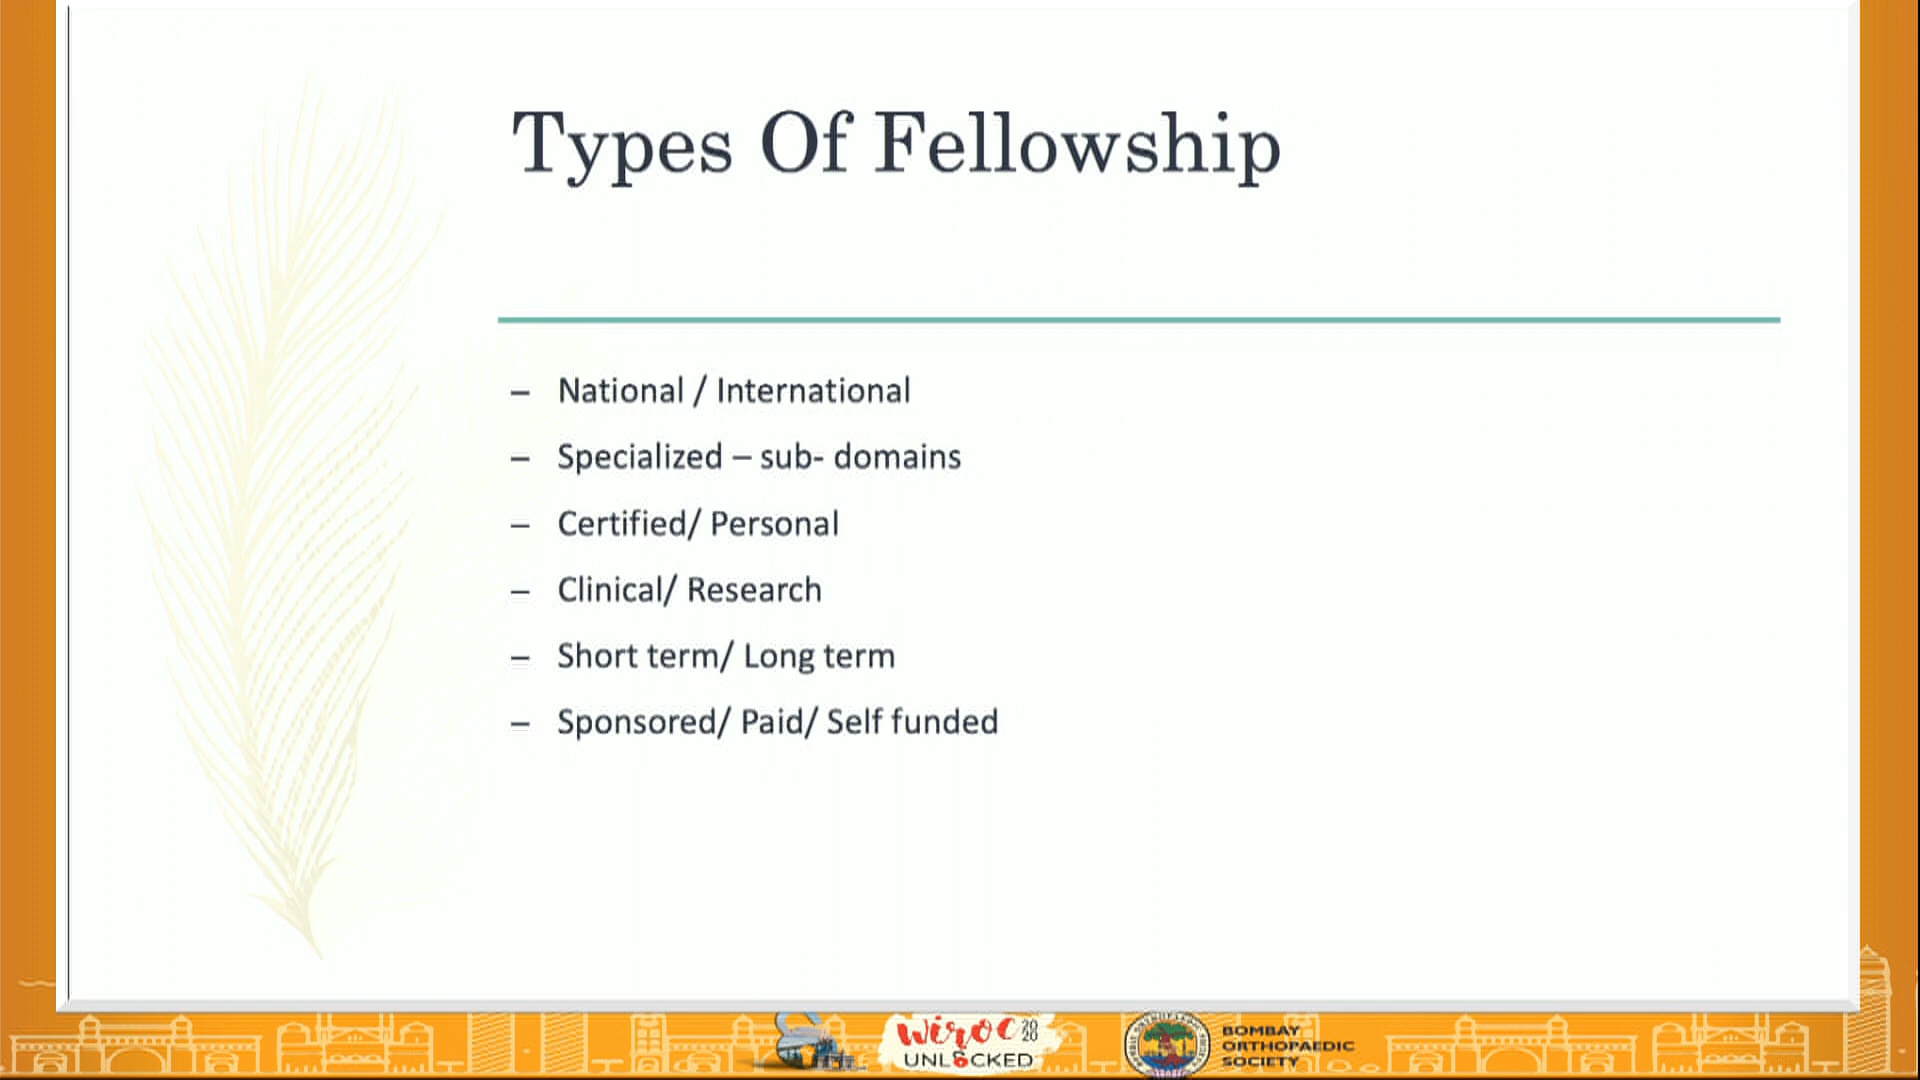 Types Of Fellowship
– National / International
– Specialized – sub- domains
– Certified/ Personal
– Clinical/ Research
– Short term/ Long term
– Sponsored/ Paid/ Self funded
WIROC
UNLOCKED
BOMBAY
ORTHOPAEDIC
SOCIETY